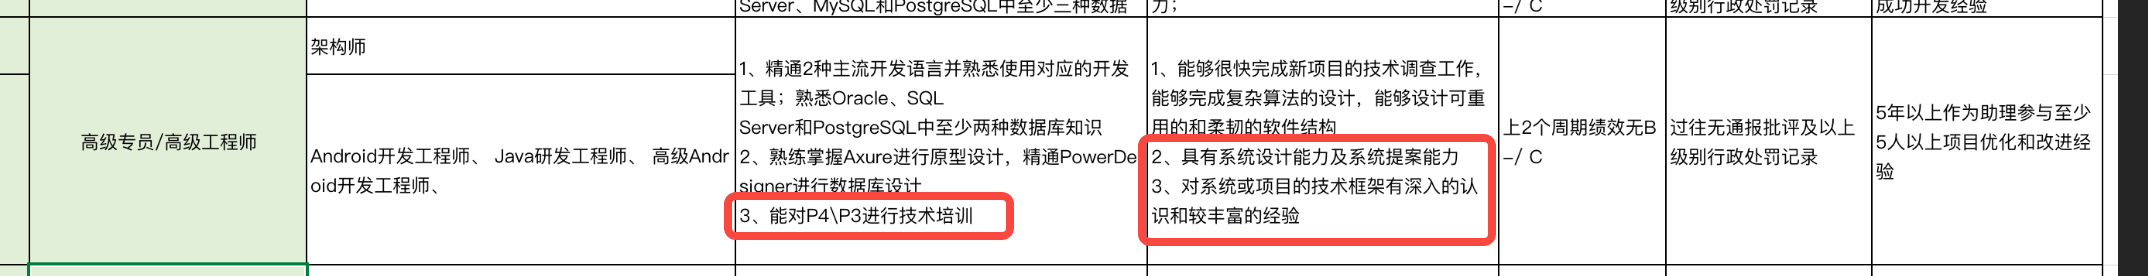 Server、MySQL和PostgreSQL中至少三种数据
力；
-/ C
级别行政处罚记录
成功开发经验
高级专员/高级工程师
架构师
Android开发工程师、 Java研发工程师、 高级Andr
oid开发工程师、
1、精通2种主流开发语言并熟悉使用对应的开发
工具；熟悉Oracle、SQL
Server和PostgreSQL中至少两种数据库知识
2、熟练掌握Axure进行原型设计，精通PowerDe
signer进行数据库设计
3、能对P4\P3进行技术培训
1、能够很快完成新项目的技术调查工作，
能够完成复杂算法的设计，能够设计可重
用的和柔韧的软件结构
2、具有系统设计能力及系统提案能力
3、对系统或项目的技术框架有深入的认
识和较丰富的经验
上2个周期绩效无B
-/ C
过往无通报批评及以上
级别行政处罚记录
5年以上作为助理参与至少
5人以上项目优化和改进经
验